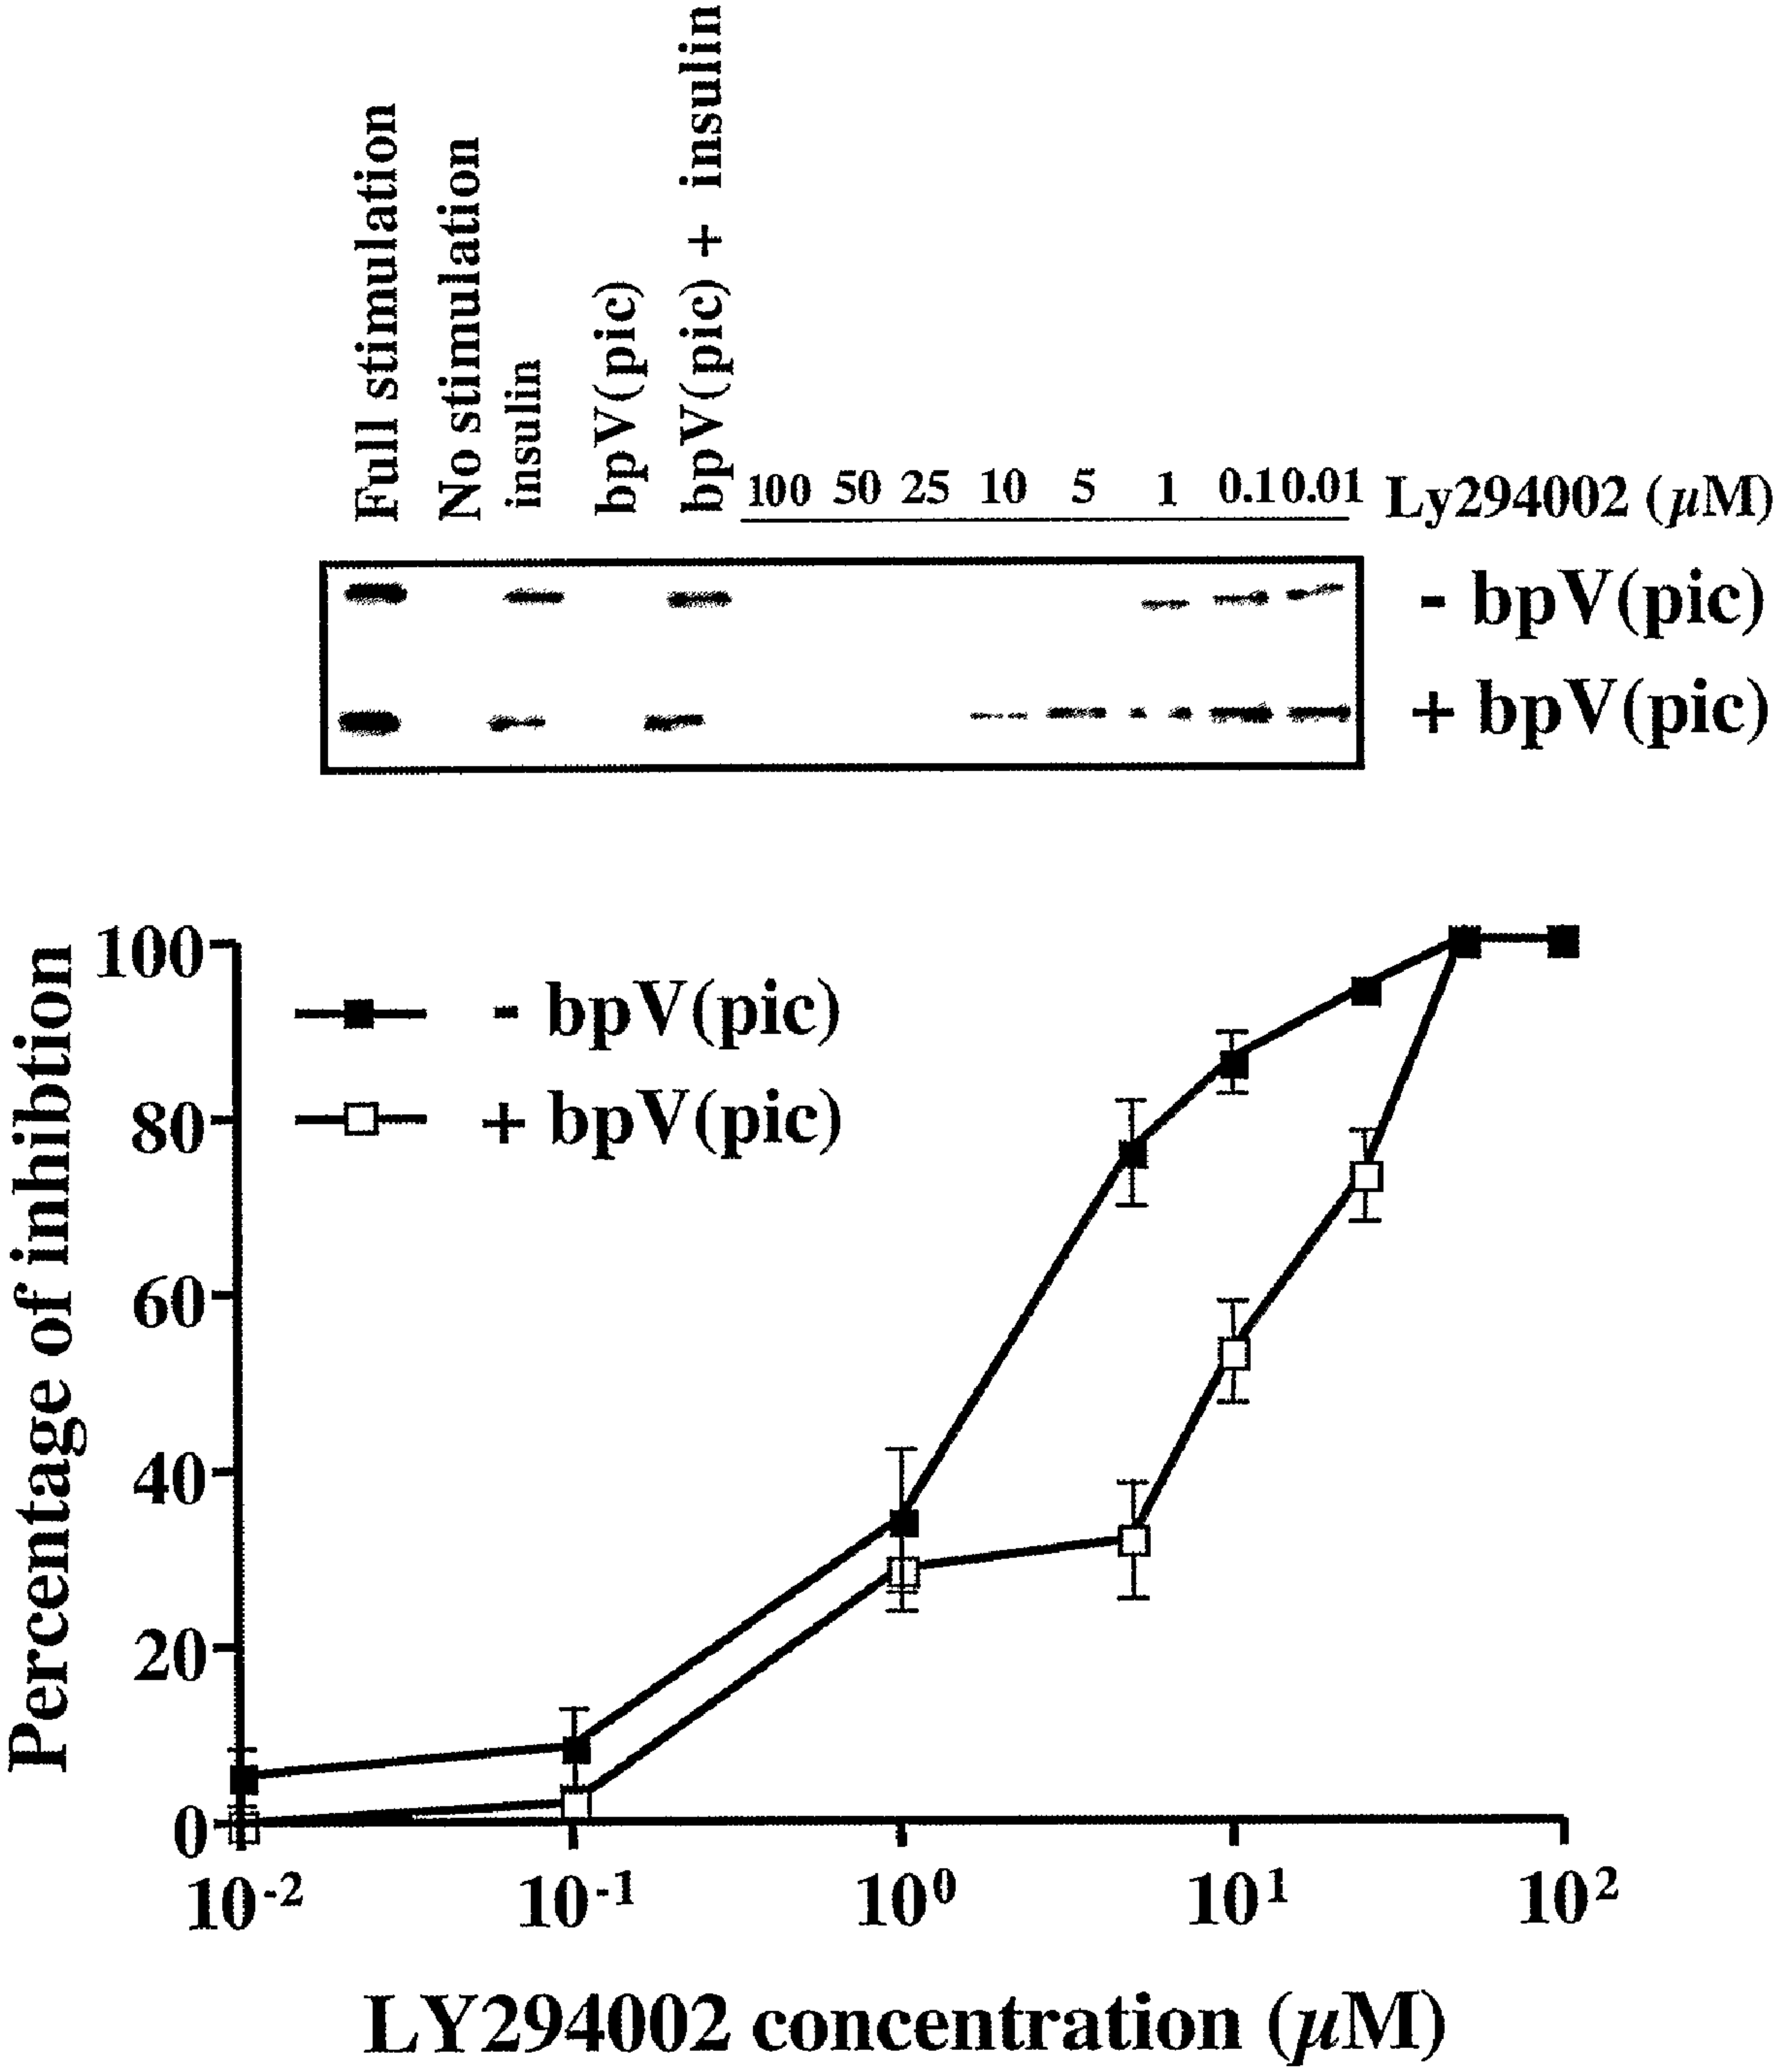 Full stimulation
No stimulation
insulin
bpV(pic)
bpV(pic) + insulin
100 50 25 10 5 1 0.1 0.01 Ly294002 (µM)
- bpV(pic)
+ bpV(pic)
Percentage of inhibtion
100
80
60
40
20
0
- bpV(pic)
+ bpV(pic)
10⁻² 10⁻¹ 10⁰ 10¹ 10²
LY294002 concentration (µM)